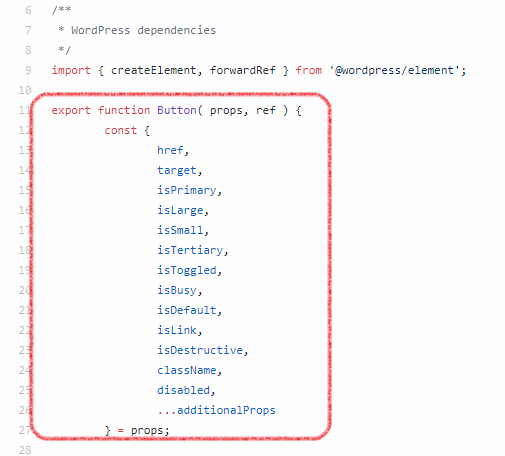 6 /**
7 * WordPress dependencies
8 */
9 import { createElement, forwardRef } from '@wordpress/element';
10
11 export function Button( props, ref ) {
12 const {
13 href,
14 target,
15 isPrimary,
16 isLarge,
17 isSmall,
18 isTertiary,
19 isToggled,
20 isBusy,
21 isDefault,
22 isLink,
23 isDestructive,
24 className,
25 disabled,
26 ...additionalProps
27 } = props;
28